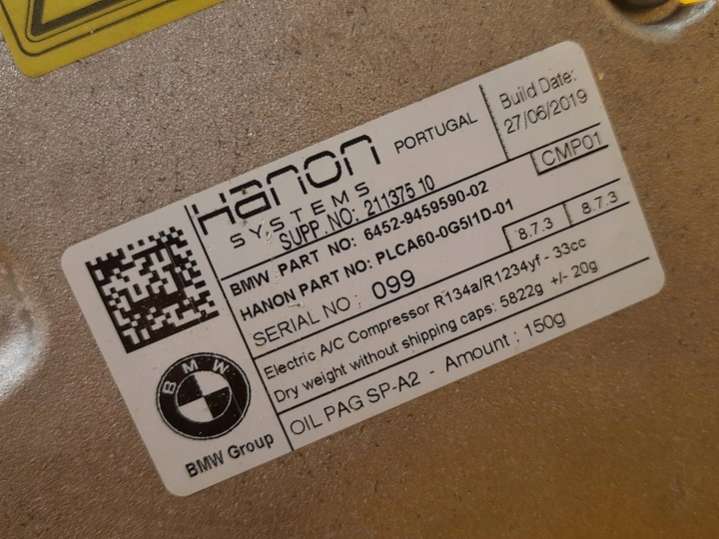 Hanon
SYSTEMS
PORTUGAL
Build Date:
27/06/2019
SUPP. NO: 211375 10
CMP01
BMW PART NO: 6452-9459590-02
HANON PART NO: PLCA60-0G5I1D-01
SERIAL NO: 099
8.7.3
8.7.3
Electric A/C Compressor R134a/R1234yf - 33cc
Dry weight without shipping caps: 5822g +/- 20g
OIL PAG SP-A2 - Amount : 150g
BMW
BMW Group